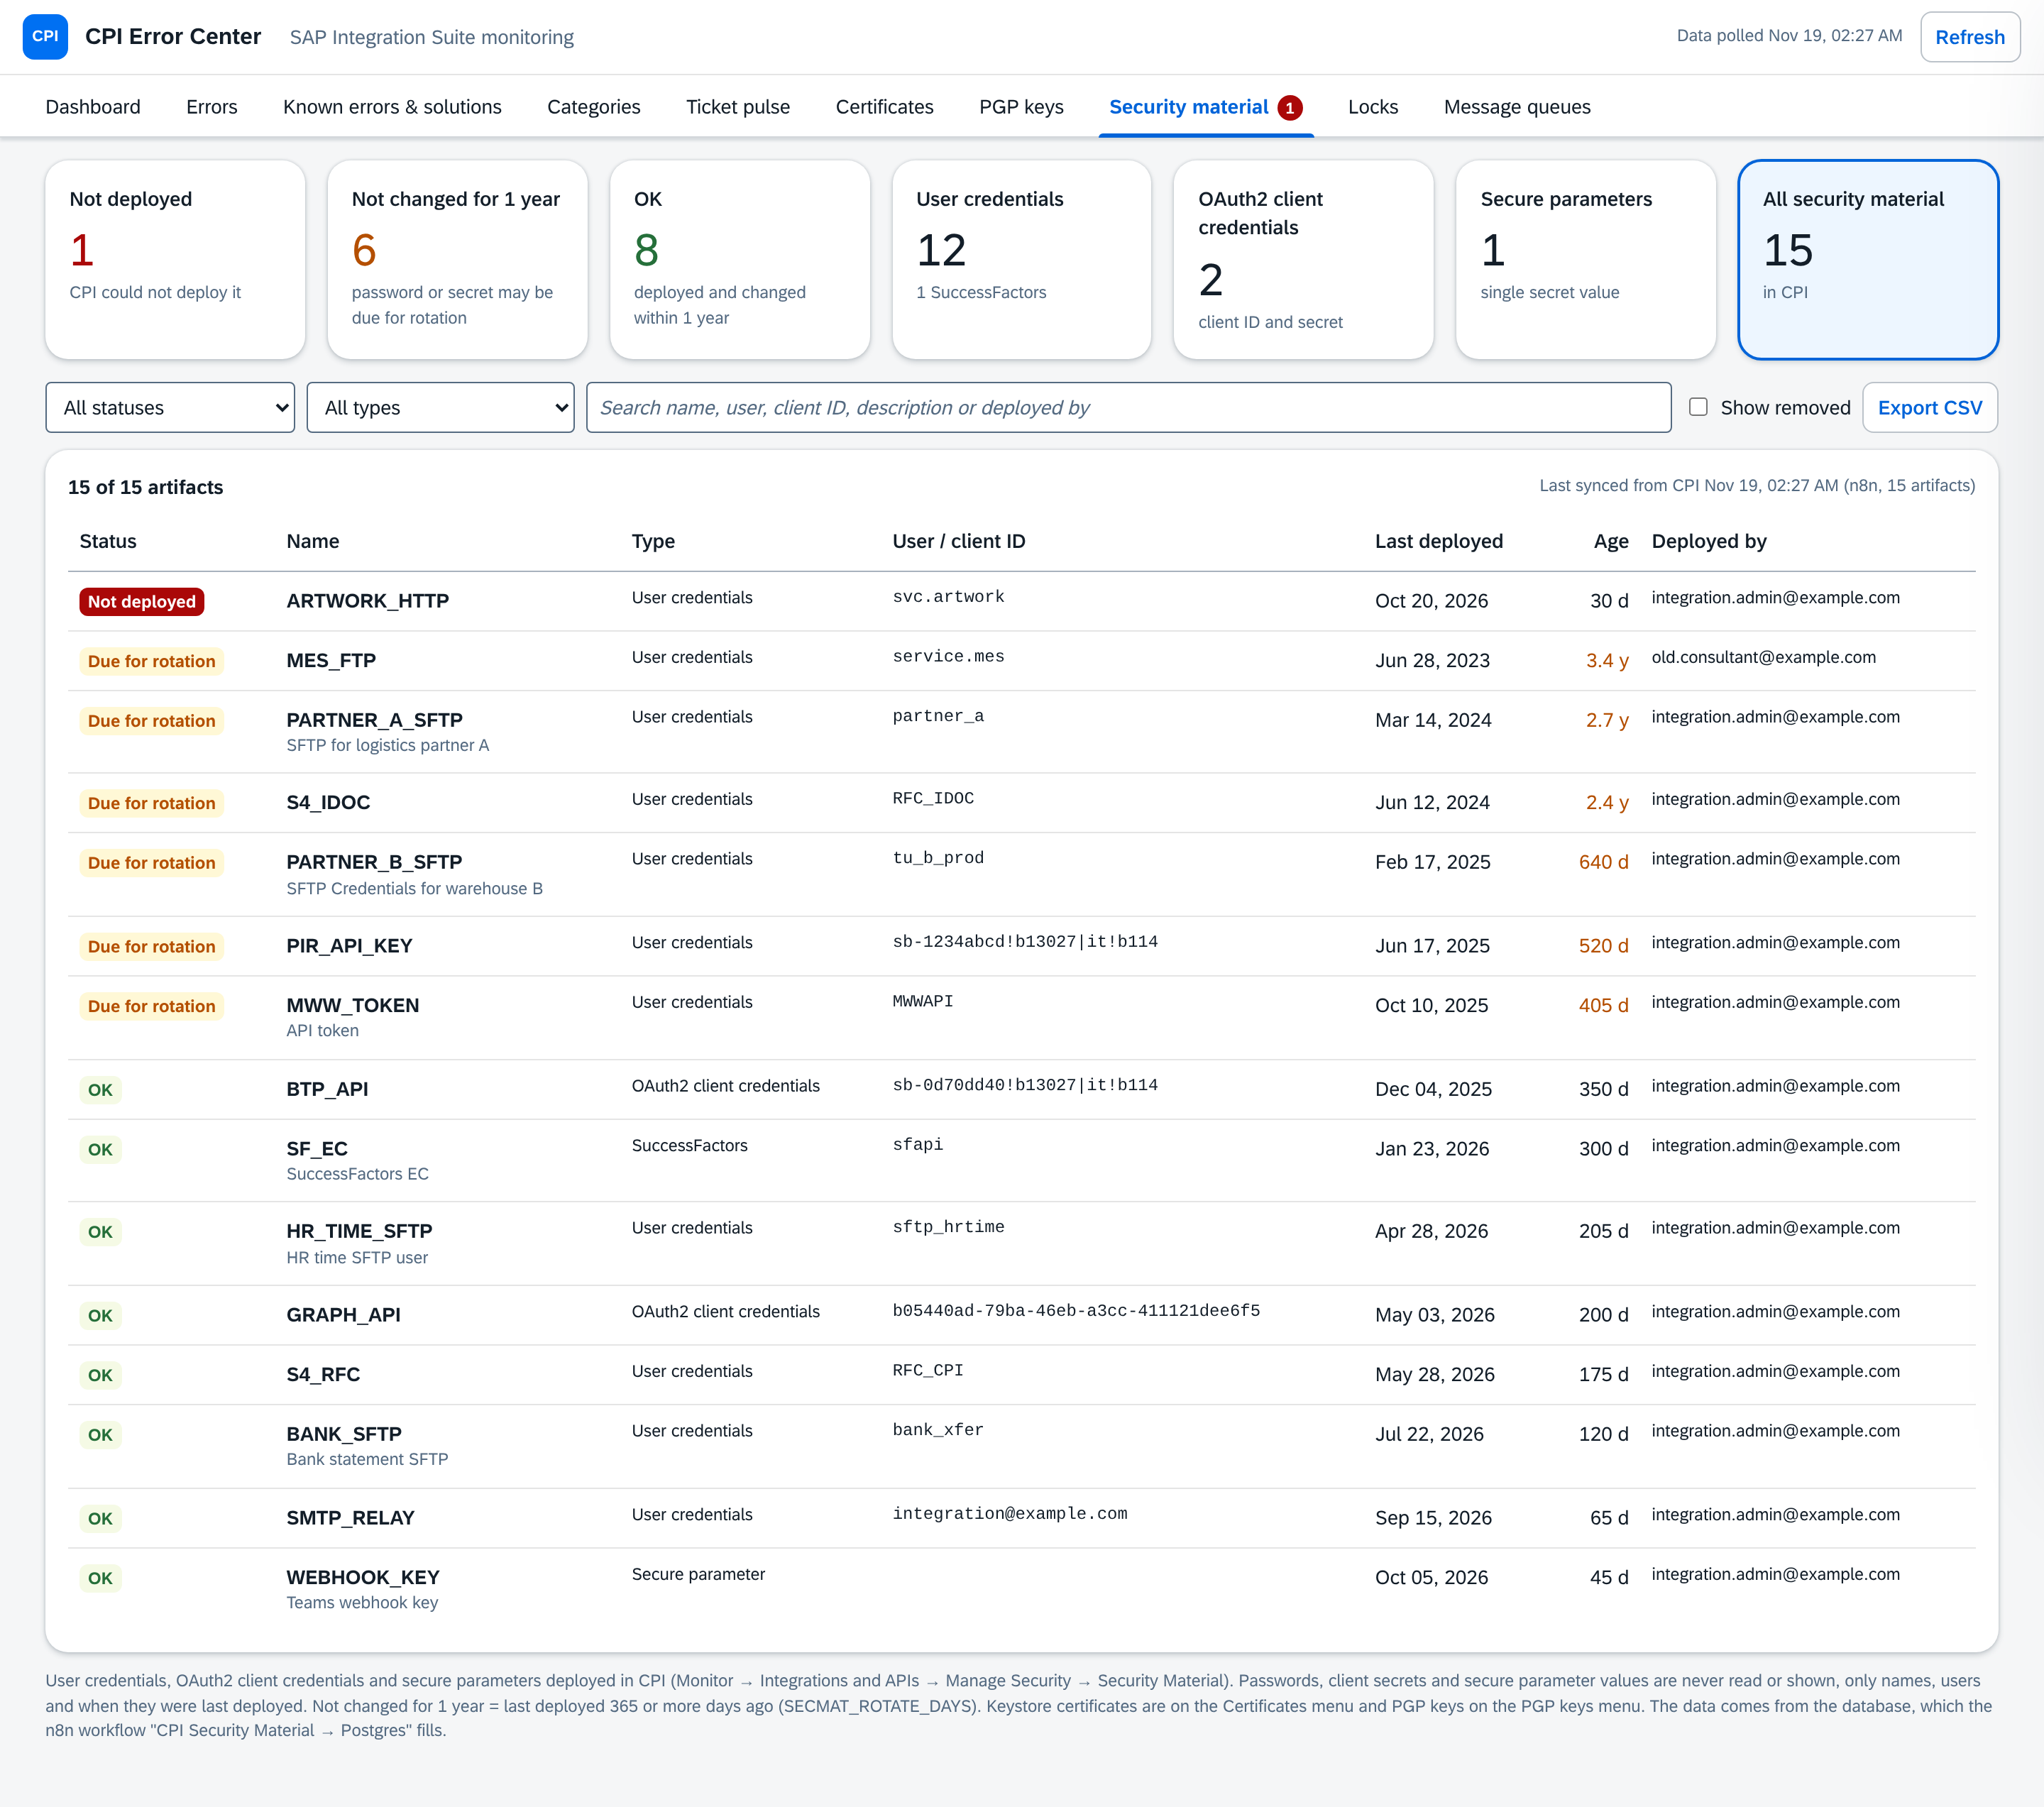 CPI
CPI Error Center
SAP Integration Suite monitoring
Data polled Nov 19, 02:27 AM
Refresh
Dashboard
Errors
Known errors & solutions
Categories
Ticket pulse
Certificates
PGP keys
Security material 1
Locks
Message queues
Not deployed
1
CPI could not deploy it
Not changed for 1 year
6
password or secret may be
due for rotation
OK
8
deployed and changed
within 1 year
User credentials
12
1 SuccessFactors
OAuth2 client
credentials
2
client ID and secret
Secure parameters
1
single secret value
All security material
15
in CPI
All statuses
All types
Search name, user, client ID, description or deployed by
Show removed
Export CSV
15 of 15 artifacts
Last synced from CPI Nov 19, 02:27 AM (n8n, 15 artifacts)
Status Name Type User / client ID Last deployed Age Deployed by
Not deployed ARTWORK_HTTP User credentials svc.artwork Oct 20, 2026 30 d integration.admin@example.com
Due for rotation MES_FTP User credentials service.mes Jun 28, 2023 3.4 y old.consultant@example.com
Due for rotation PARTNER_A_SFTP User credentials partner_a Mar 14, 2024 2.7 y integration.admin@example.com
SFTP for logistics partner A
Due for rotation S4_IDOC User credentials RFC_IDOC Jun 12, 2024 2.4 y integration.admin@example.com
Due for rotation PARTNER_B_SFTP User credentials tu_b_prod Feb 17, 2025 640 d integration.admin@example.com
SFTP Credentials for warehouse B
Due for rotation PIR_API_KEY User credentials sb-1234abcd!b13027|it!b114 Jun 17, 2025 520 d integration.admin@example.com
Due for rotation MWW_TOKEN User credentials MWWAPI Oct 10, 2025 405 d integration.admin@example.com
API token
OK BTP_API OAuth2 client credentials sb-0d70dd40!b13027|it!b114 Dec 04, 2025 350 d integration.admin@example.com
OK SF_EC SuccessFactors sfapi Jan 23, 2026 300 d integration.admin@example.com
SuccessFactors EC
OK HR_TIME_SFTP User credentials sftp_hrtime Apr 28, 2026 205 d integration.admin@example.com
HR time SFTP user
OK GRAPH_API OAuth2 client credentials b05440ad-79ba-46eb-a3cc-411121dee6f5 May 03, 2026 200 d integration.admin@example.com
OK S4_RFC User credentials RFC_CPI May 28, 2026 175 d integration.admin@example.com
OK BANK_SFTP User credentials bank_xfer Jul 22, 2026 120 d integration.admin@example.com
Bank statement SFTP
OK SMTP_RELAY User credentials integration@example.com Sep 15, 2026 65 d integration.admin@example.com
OK WEBHOOK_KEY Secure parameter Oct 05, 2026 45 d integration.admin@example.com
Teams webhook key
User credentials, OAuth2 client credentials and secure parameters deployed in CPI (Monitor → Integrations and APIs → Manage Security → Security Material). Passwords, client secrets and secure parameter values are never read or shown, only names, users
and when they were last deployed. Not changed for 1 year = last deployed 365 or more days ago (SECMAT_ROTATE_DAYS). Keystore certificates are on the Certificates menu and PGP keys on the PGP keys menu. The data comes from the database, which the
n8n workflow "CPI Security Material → Postgres" fills.